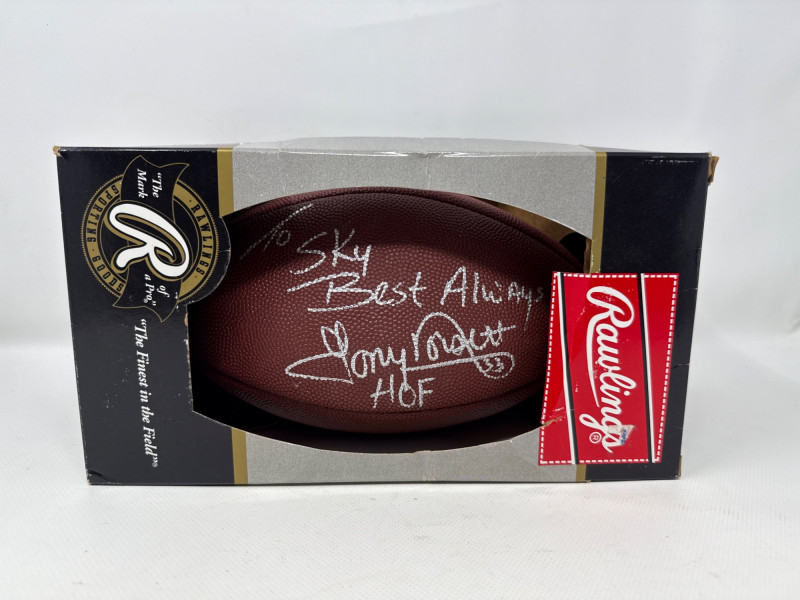 "The Mark
of a Pro."
RAWLINGS
SPORTING GOODS
R
"The Finest in the Field"®
To
Sky
Best Always
Tony Dorsett
33
HOF
Rawlings
®